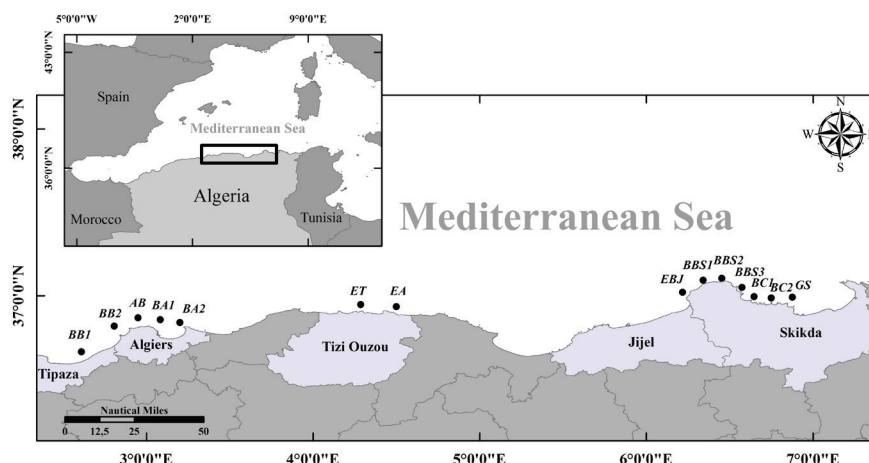 5°0'0"W 2°0'0"E 9°0'0"E
43°0'0"N
36°0'0"N
Spain
Mediterranean Sea
Algeria
Morocco
Tunisia
38°0'0"N
37°0'0"N
N
W
Mediterranean Sea
BB1
BB2
AB
BA1
BA2
ET
EA
EBJ
BBS1
BBS2
BBS3
BC1
BC2
GS
Tipaza
Algiers
Tizi Ouzou
Jijel
Skikda
Nautical Miles
0 12,5 25 50
3°0'0"E 4°0'0"E 5°0'0"E 6°0'0"E 7°0'0"E